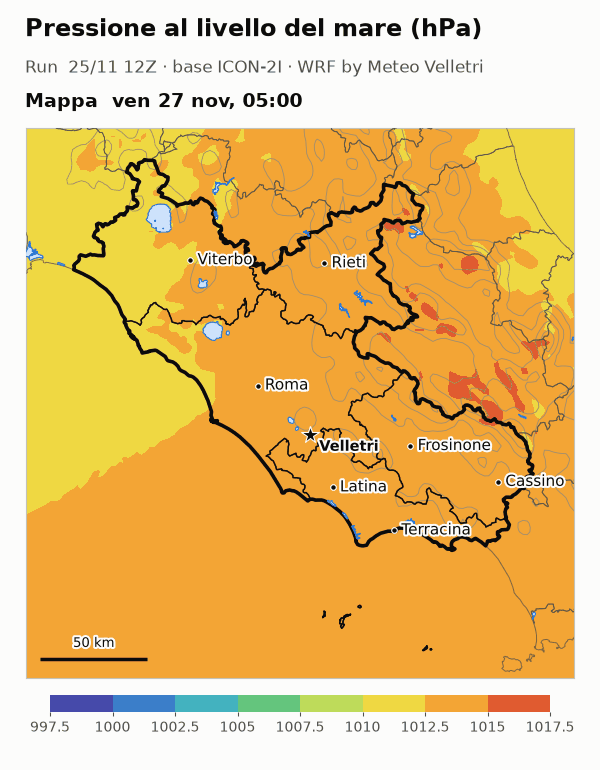 Pressione al livello del mare (hPa)
Run  25/11 12Z · base ICON-2I · WRF by Meteo Velletri
Mappa  ven 27 nov, 05:00
Viterbo
Rieti
Roma
Velletri
Frosinone
Latina
Cassino
Terracina
50 km
997.5 1000 1002.5 1005 1007.5 1010 1012.5 1015 1017.5